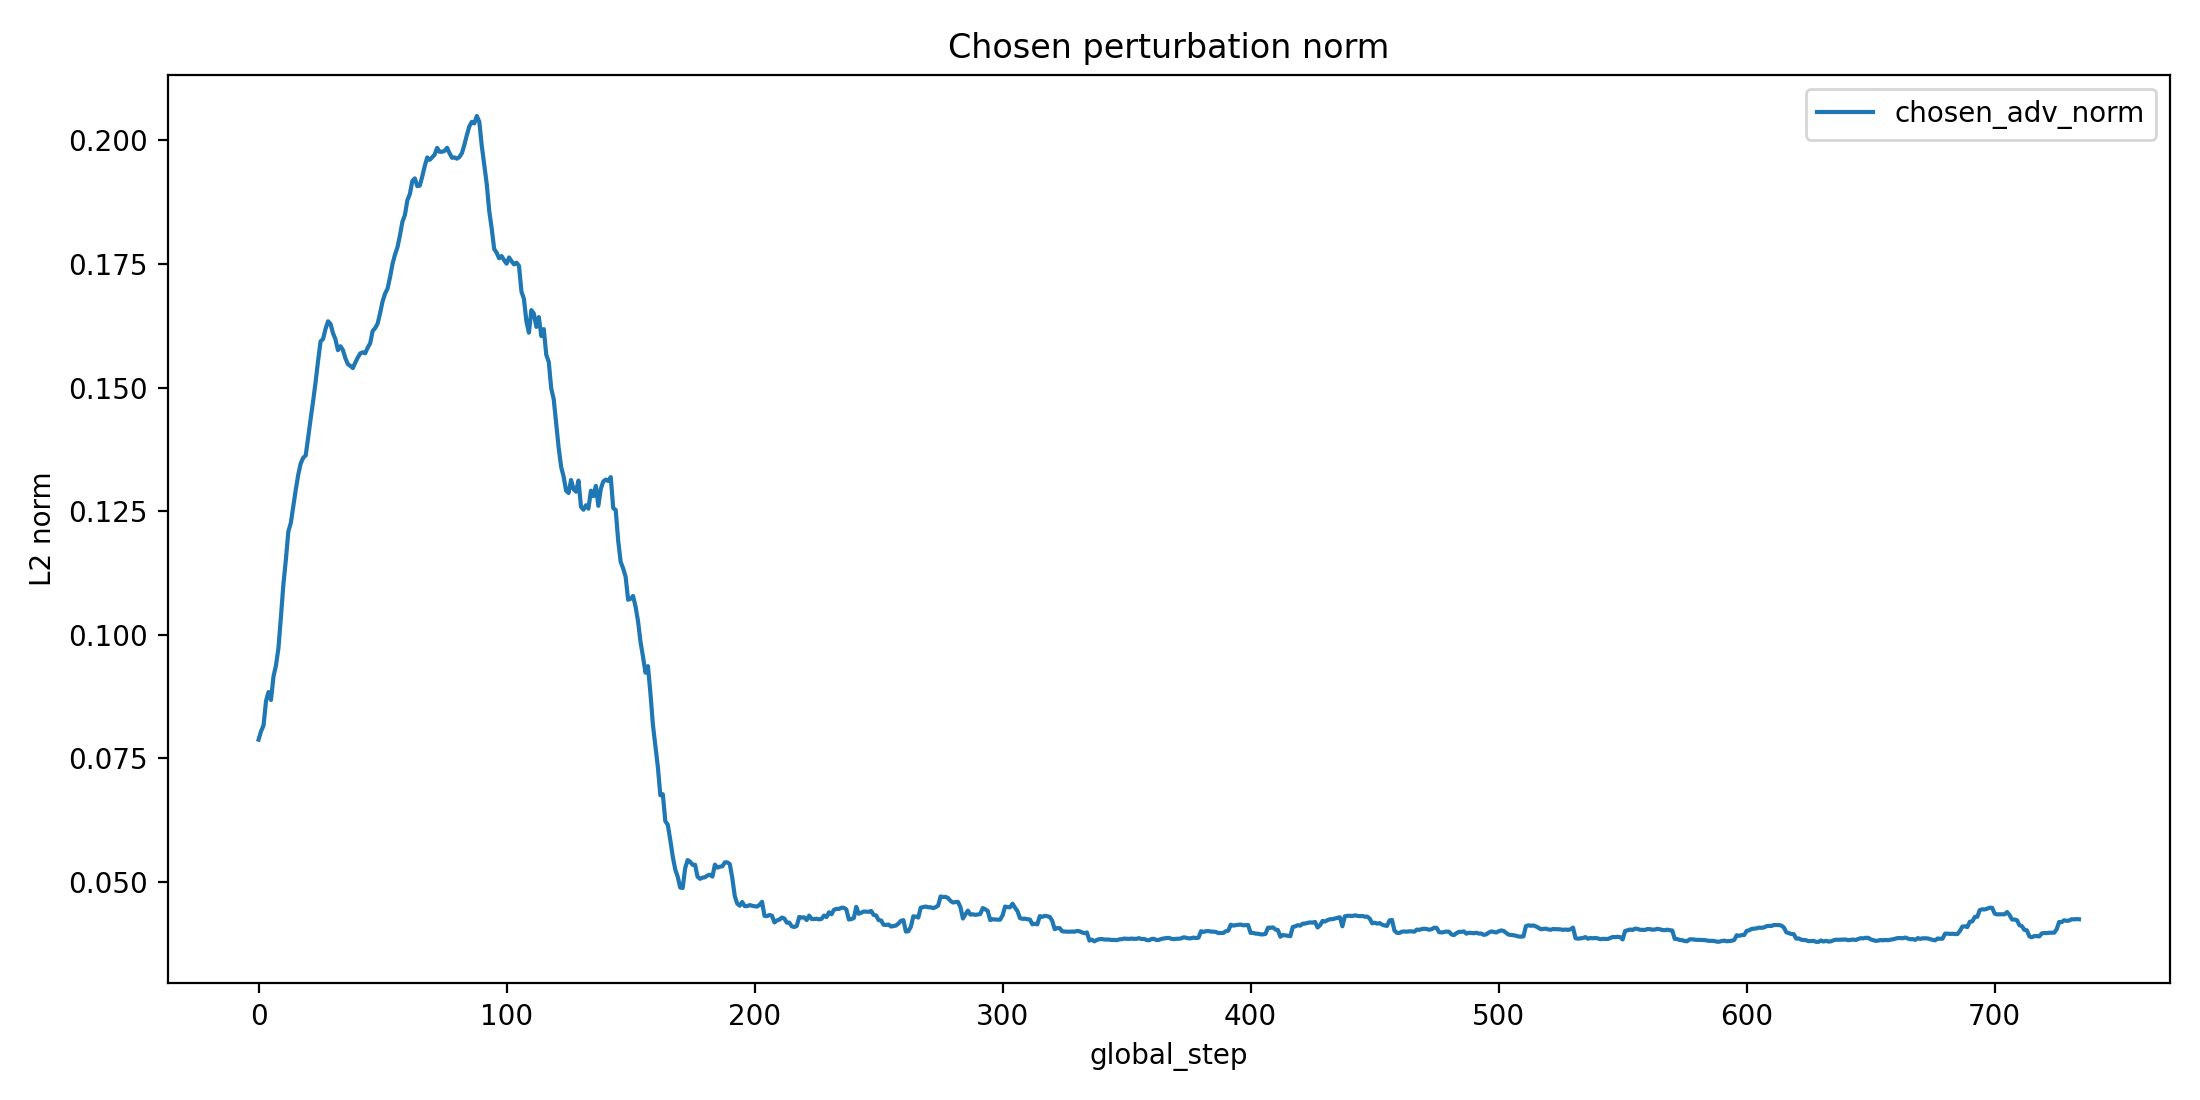 Chosen perturbation norm
chosen_adv_norm
L2 norm
0.200
0.175
0.150
0.125
0.100
0.075
0.050
0 100 200 300 400 500 600 700
global_step